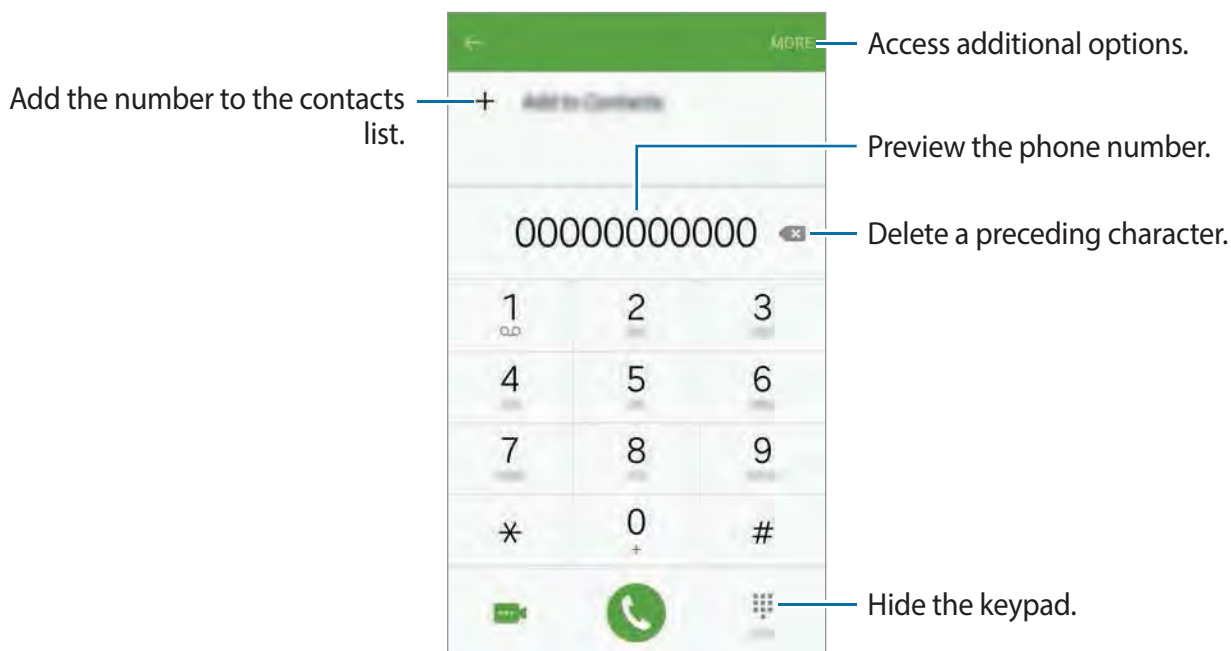 MORE
Access additional options.
Add the number to the contacts
list.
Add to Contacts
Preview the phone number.
00000000000
Delete a preceding character.
1 2 3
4 5 6
7 8 9
* 0 #
+
Hide the keypad.